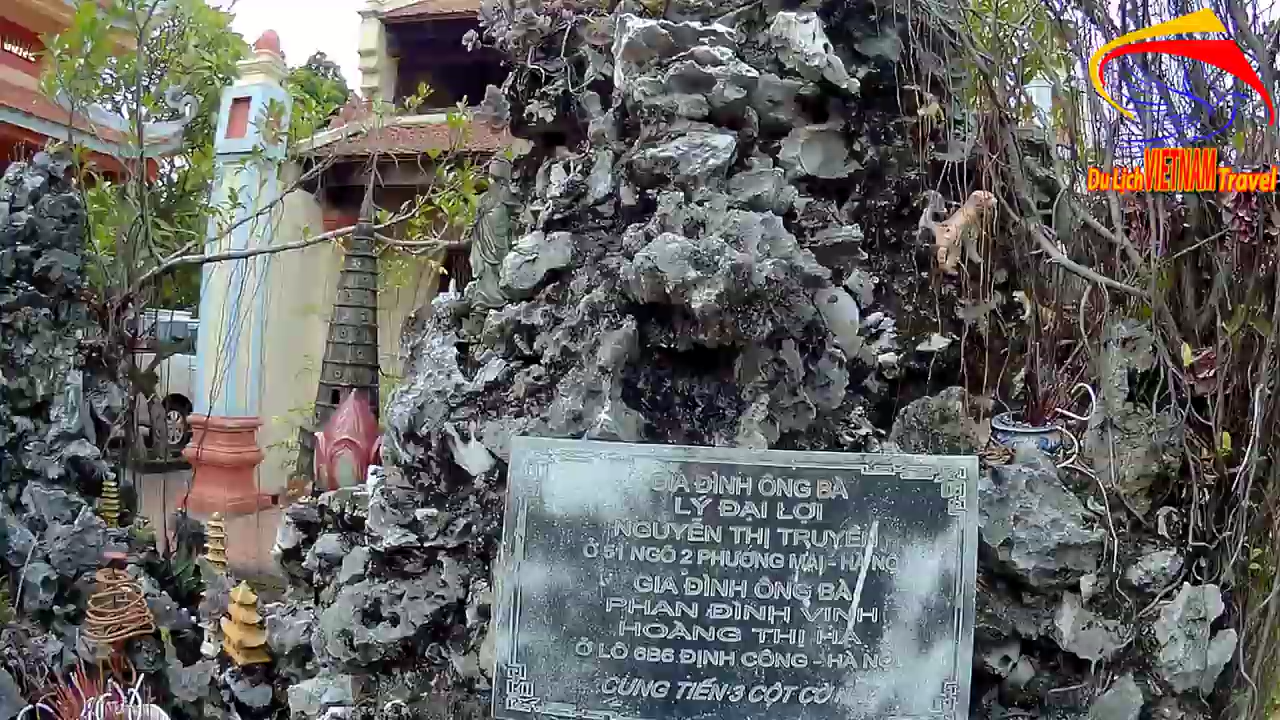 Du Lịch VIETNAM Travel
GIA ĐÌNH ÔNG BÀ
LÝ ĐẠI LỢI
NGUYỄN THỊ TRUYỀN
Ở 51 NGÕ 2 PHƯƠNG MAI - HÀ NỘI
GIA ĐÌNH ÔNG BÀ
PHAN ĐÌNH VINH
HOÀNG THỊ HÀ
Ở LÔ 6B6 ĐỊNH CÔNG - HÀ NỘI
CUNG TIẾN 3 CỘT CỜ